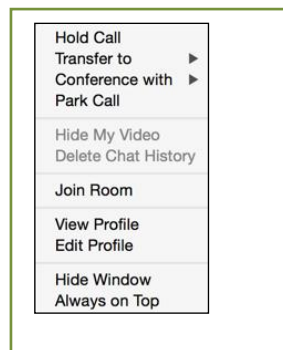 Hold Call
Transfer to
Conference with
Park Call
Hide My Video
Delete Chat History
Join Room
View Profile
Edit Profile
Hide Window
Always on Top